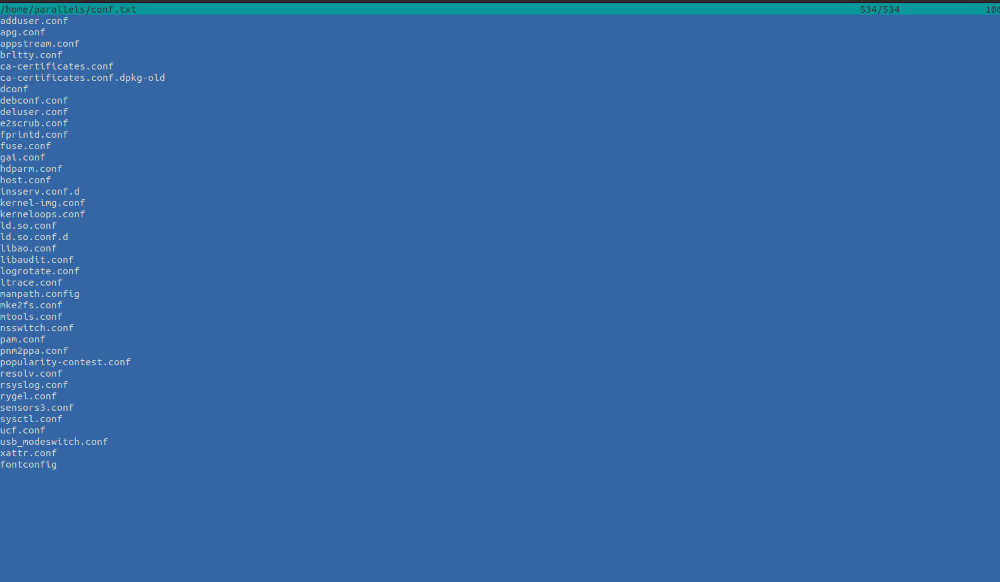 /home/parallels/conf.txt 534/534 100
adduser.conf
apg.conf
appstream.conf
brltty.conf
ca-certificates.conf
ca-certificates.conf.dpkg-old
dconf
debconf.conf
deluser.conf
e2scrub.conf
fprintd.conf
fuse.conf
gai.conf
hdparm.conf
host.conf
insserv.conf.d
kernel-img.conf
kerneloops.conf
ld.so.conf
ld.so.conf.d
libao.conf
libaudit.conf
logrotate.conf
ltrace.conf
manpath.config
mke2fs.conf
mtools.conf
nsswitch.conf
pam.conf
pnm2ppa.conf
popularity-contest.conf
resolv.conf
rsyslog.conf
rygel.conf
sensors3.conf
sysctl.conf
ucf.conf
usb_modeswitch.conf
xattr.conf
fontconfig